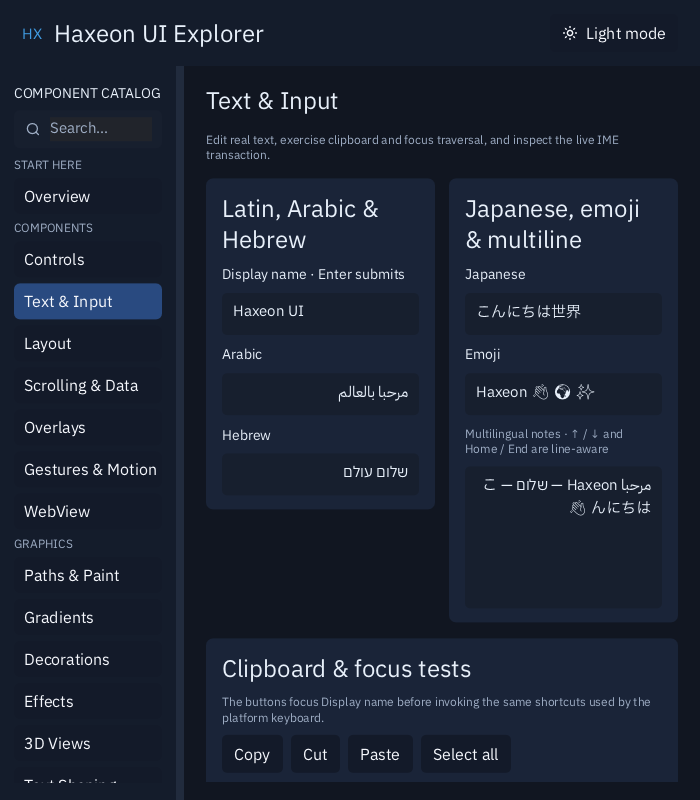 HX Haxeon UI Explorer
Light mode
COMPONENT CATALOG
Search...
START HERE
Overview
COMPONENTS
Controls
Text & Input
Layout
Scrolling & Data
Overlays
Gestures & Motion
WebView
GRAPHICS
Paths & Paint
Gradients
Decorations
Effects
3D Views
Text Shaping
Text & Input
Edit real text, exercise clipboard and focus traversal, and inspect the live IME
transaction.
Latin, Arabic &
Hebrew
Display name · Enter submits
Haxeon UI
Arabic
مرحبا بالعالم
Hebrew
שלום עולם
Japanese, emoji
& multiline
Japanese
こんにちは世界
Emoji
Haxeon 👋 🌍 ✨
Multilingual notes · ↑ / ↓ and
Home / End are line-aware
مرحبا Haxeon — שלום — こ
んにちは 👋
Clipboard & focus tests
The buttons focus Display name before invoking the same shortcuts used by the
platform keyboard.
Copy
Cut
Paste
Select all